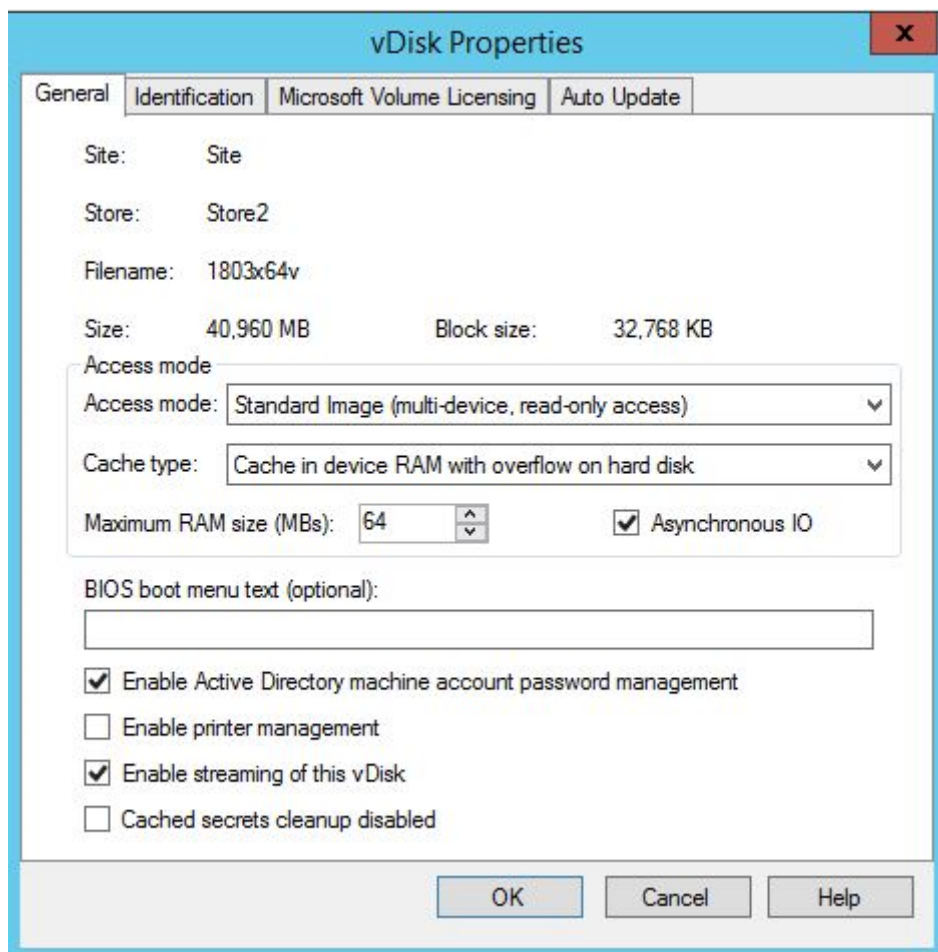 vDisk Properties
x
General Identification Microsoft Volume Licensing Auto Update
Site: Site
Store: Store2
Filename: 1803x64v
Size: 40,960 MB Block size: 32,768 KB
Access mode
Access mode: Standard Image (multi-device, read-only access)
Cache type: Cache in device RAM with overflow on hard disk
Maximum RAM size (MBs): 64 Asynchronous IO
BIOS boot menu text (optional):
Enable Active Directory machine account password management
Enable printer management
Enable streaming of this vDisk
Cached secrets cleanup disabled
OK Cancel Help